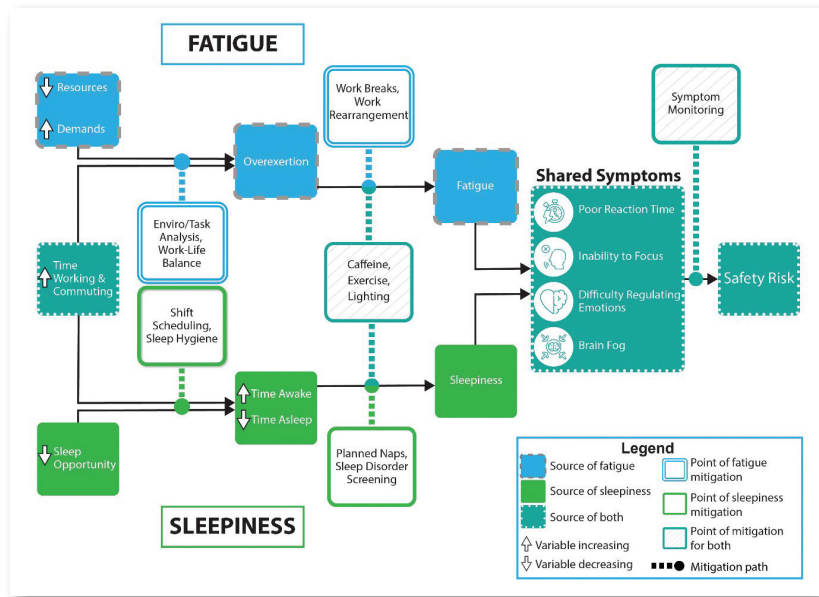 FATIGUE
Resources
Demands
Overexertion
Work Breaks,
Work
Rearrangement
Fatigue
Symptom
Monitoring
Enviro/Task
Analysis,
Work-Life
Balance
Time
Working &
Commuting
Shift
Scheduling,
Sleep Hygiene
Caffeine,
Exercise,
Lighting
Shared Symptoms
Poor Reaction Time
Inability to Focus
Difficulty Regulating
Emotions
Brain Fog
Safety Risk
Sleep
Opportunity
Time Awake
Time Asleep
Sleepiness
Planned Naps,
Sleep Disorder
Screening
SLEEPINESS
Legend
Source of fatigue
Source of sleepiness
Source of both
Variable increasing
Variable decreasing
Point of fatigue
mitigation
Point of sleepiness
mitigation
Point of mitigation
for both
Mitigation path